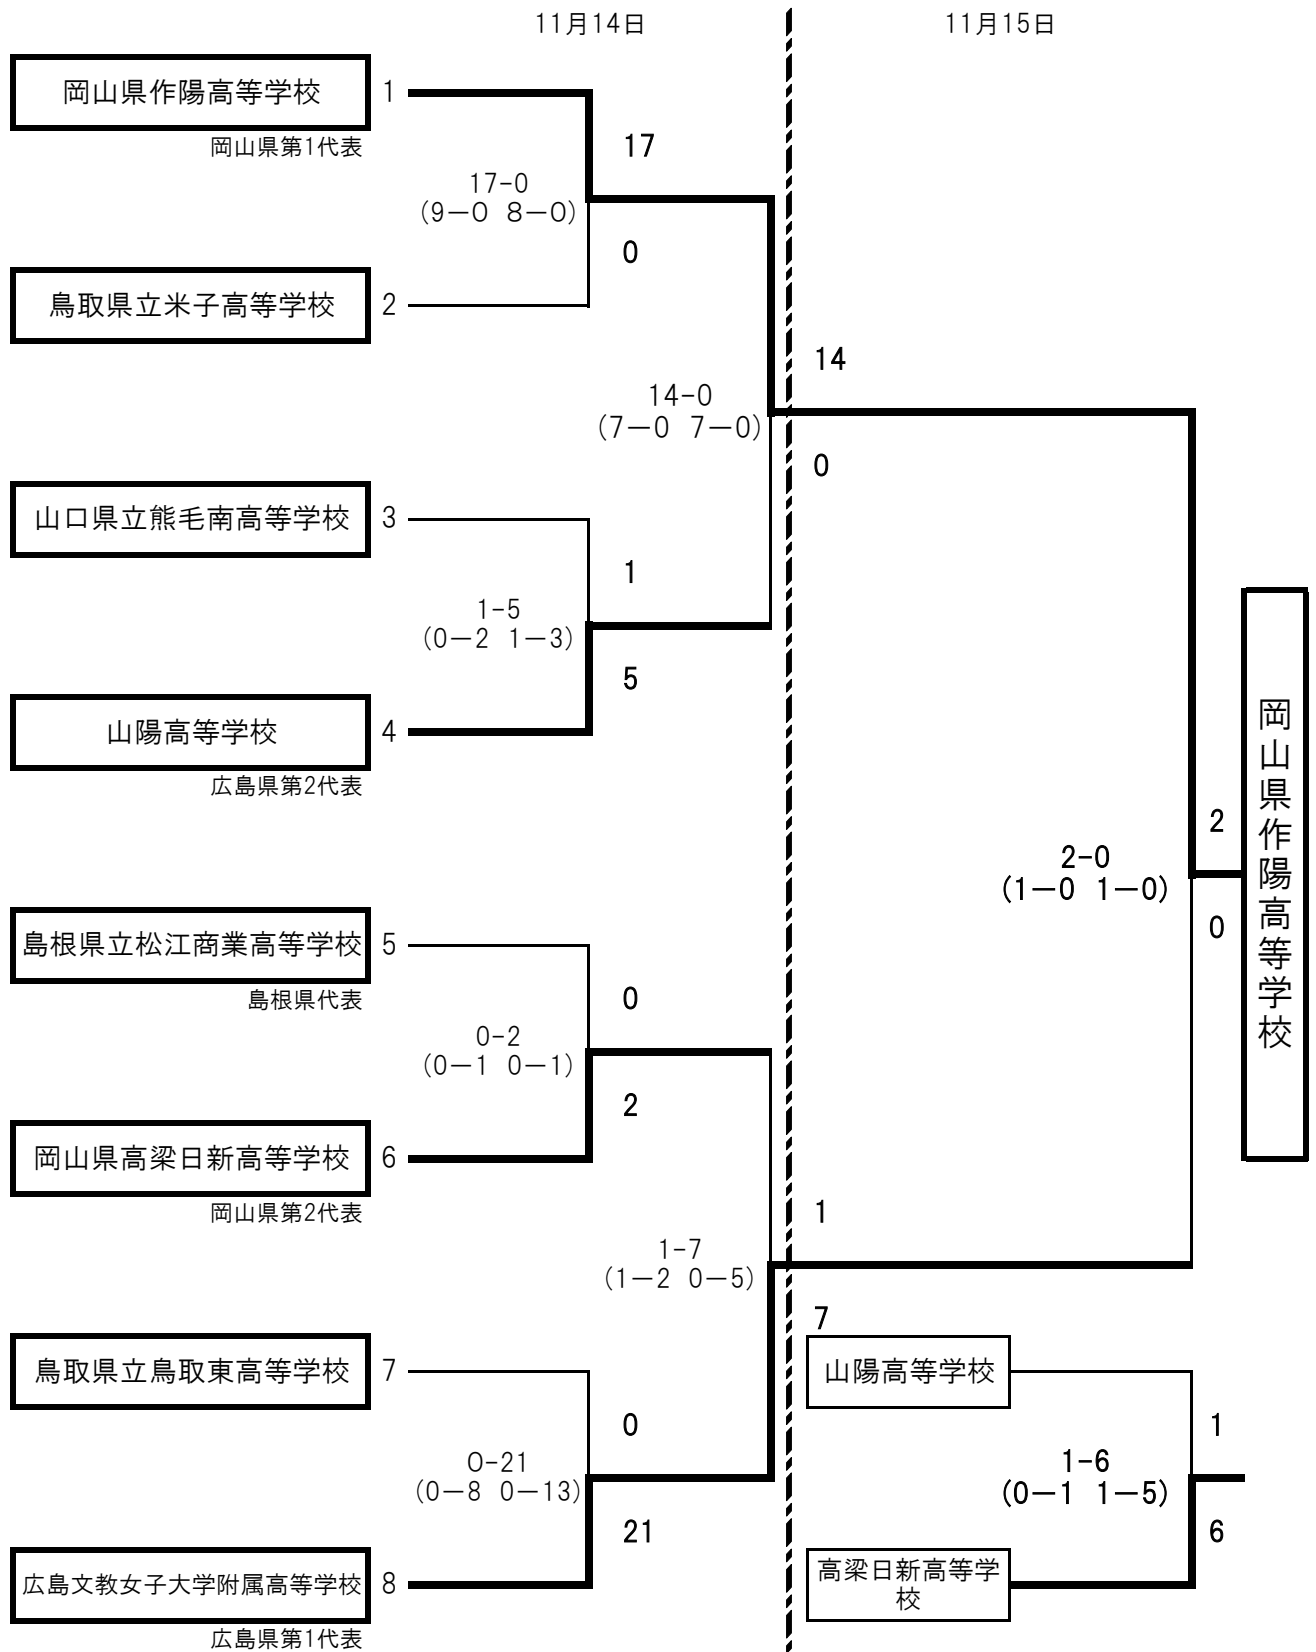 11月14日
11月15日
岡山県作陽高等学校
1
岡山県第1代表
17
17-0
(9－0 8－0)
0
鳥取県立米子高等学校
2
14
14-0
(7－0 7－0)
0
山口県立熊毛南高等学校
3
1
1-5
(0－2 1－3)
5
山陽高等学校
4
広島県第2代表
2
2-0
(1－0 1－0)
0
岡山県作陽高等学校
島根県立松江商業高等学校
5
島根県代表
0
0-2
(0－1 0－1)
2
岡山県高梁日新高等学校
6
岡山県第2代表
1
1-7
(1－2 0－5)
7
鳥取県立鳥取東高等学校
7
0
0-21
(0－8 0－13)
21
広島文教女子大学附属高等学校
8
広島県第1代表
山陽高等学校
1
1-6
(0－1 1－5)
6
高梁日新高等学
校